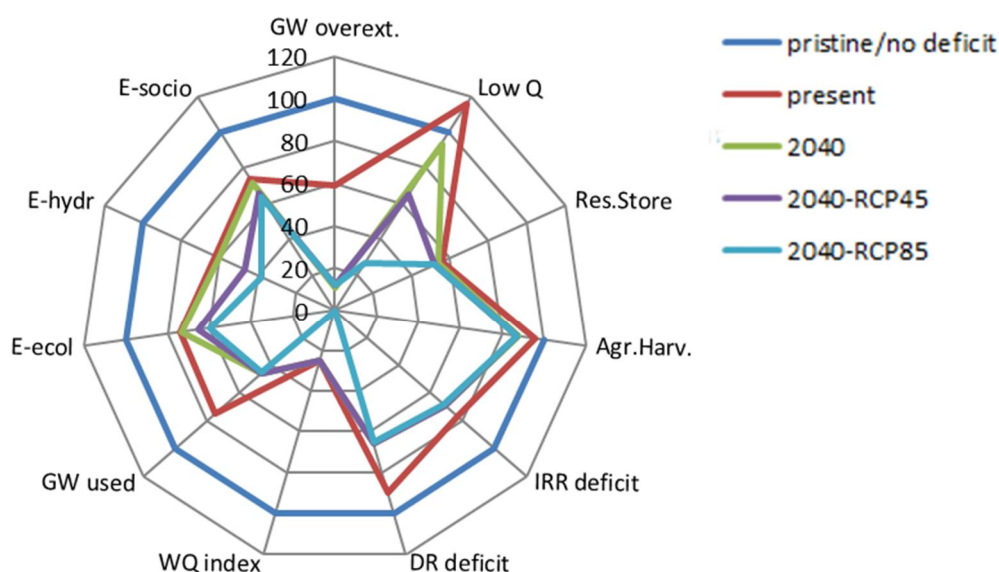 GW overext.
Low Q
Res.Store
Agr.Harv.
IRR deficit
DR deficit
WQ index
GW used
E-ecol
E-hydr
E-socio
120
100
80
60
40
20
0
pristine/no deficit
present
2040
2040-RCP45
2040-RCP85